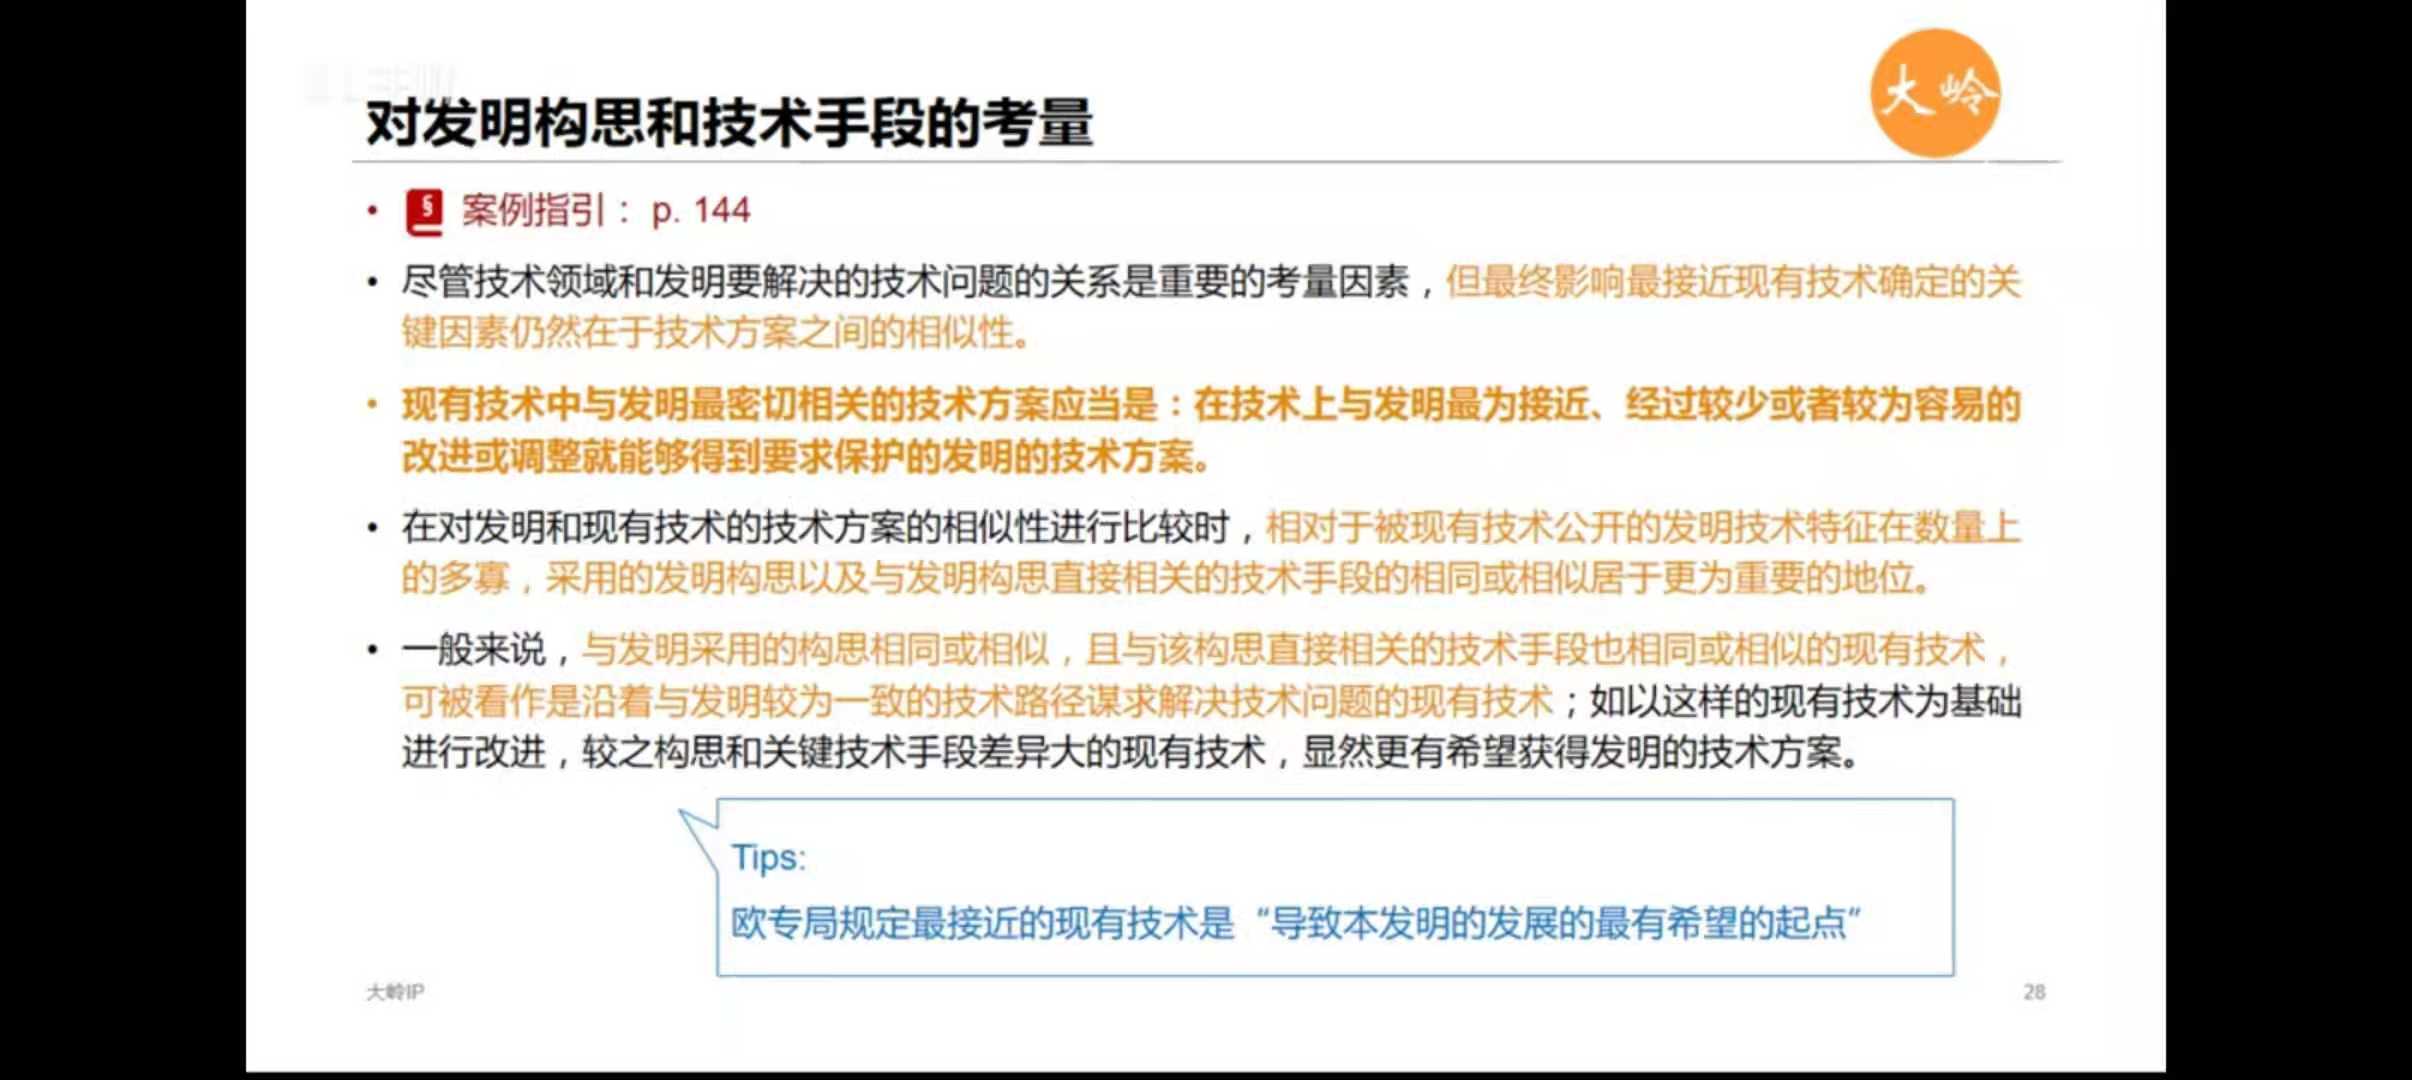 对发明构思和技术手段的考量
大岭
• § 案例指引： p. 144
• 尽管技术领域和发明要解决的技术问题的关系是重要的考量因素，但最终影响最接近现有技术确定的关
键因素仍然在于技术方案之间的相似性。
• 现有技术中与发明最密切相关的技术方案应当是：在技术上与发明最为接近、经过较少或者较为容易的
改进或调整就能够得到要求保护的发明的技术方案。
• 在对发明和现有技术的技术方案的相似性进行比较时，相对于被现有技术公开的发明技术特征在数量上
的多寡，采用的发明构思以及与发明构思直接相关的技术手段的相同或相似居于更为重要的地位。
• 一般来说，与发明采用的构思相同或相似，且与该构思直接相关的技术手段也相同或相似的现有技术，
可被看作是沿着与发明较为一致的技术路径谋求解决技术问题的现有技术；如以这样的现有技术为基础
进行改进，较之构思和关键技术手段差异大的现有技术，显然更有希望获得发明的技术方案。
Tips:
欧专局规定最接近的现有技术是“导致本发明的发展的最有希望的起点”
大岭IP
28